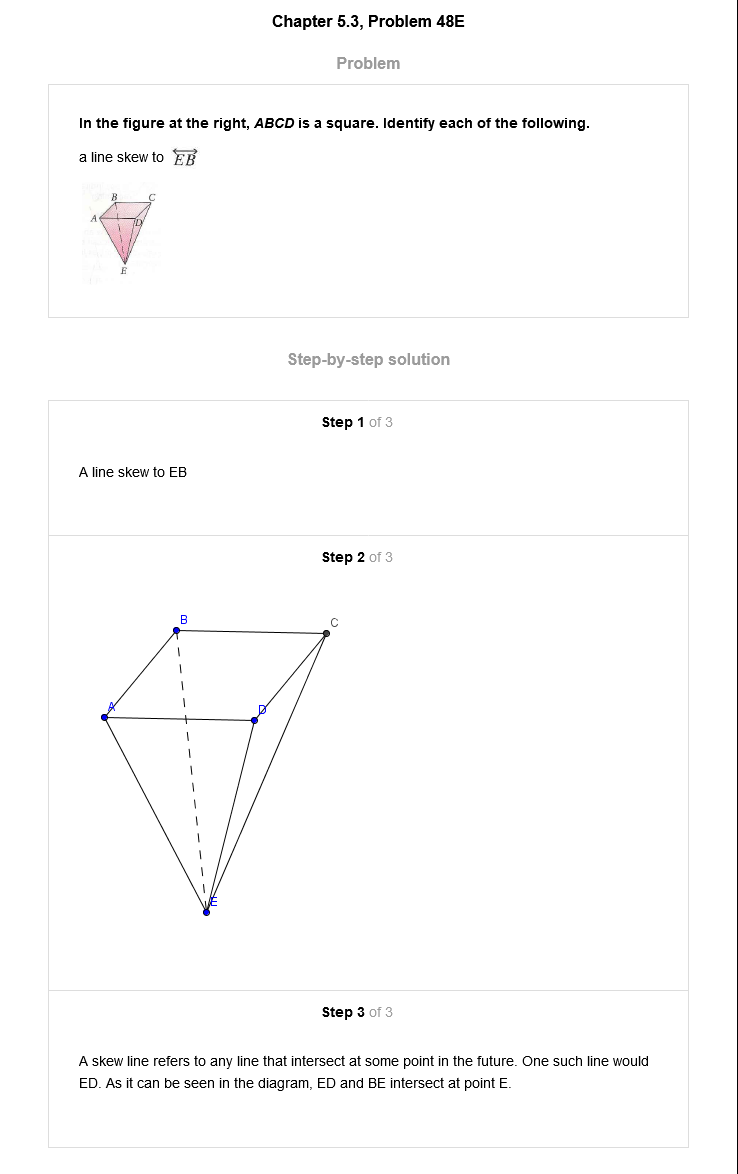 Chapter 5.3, Problem 48E
Problem
In the figure at the right, ABCD is a square. Identify each of the following.
a line skew to EB
B C
A D
E
Step-by-step solution
Step 1 of 3
A line skew to EB
Step 2 of 3
B
C
A
D
E
Step 3 of 3
A skew line refers to any line that intersect at some point in the future. One such line would
ED. As it can be seen in the diagram, ED and BE intersect at point E.